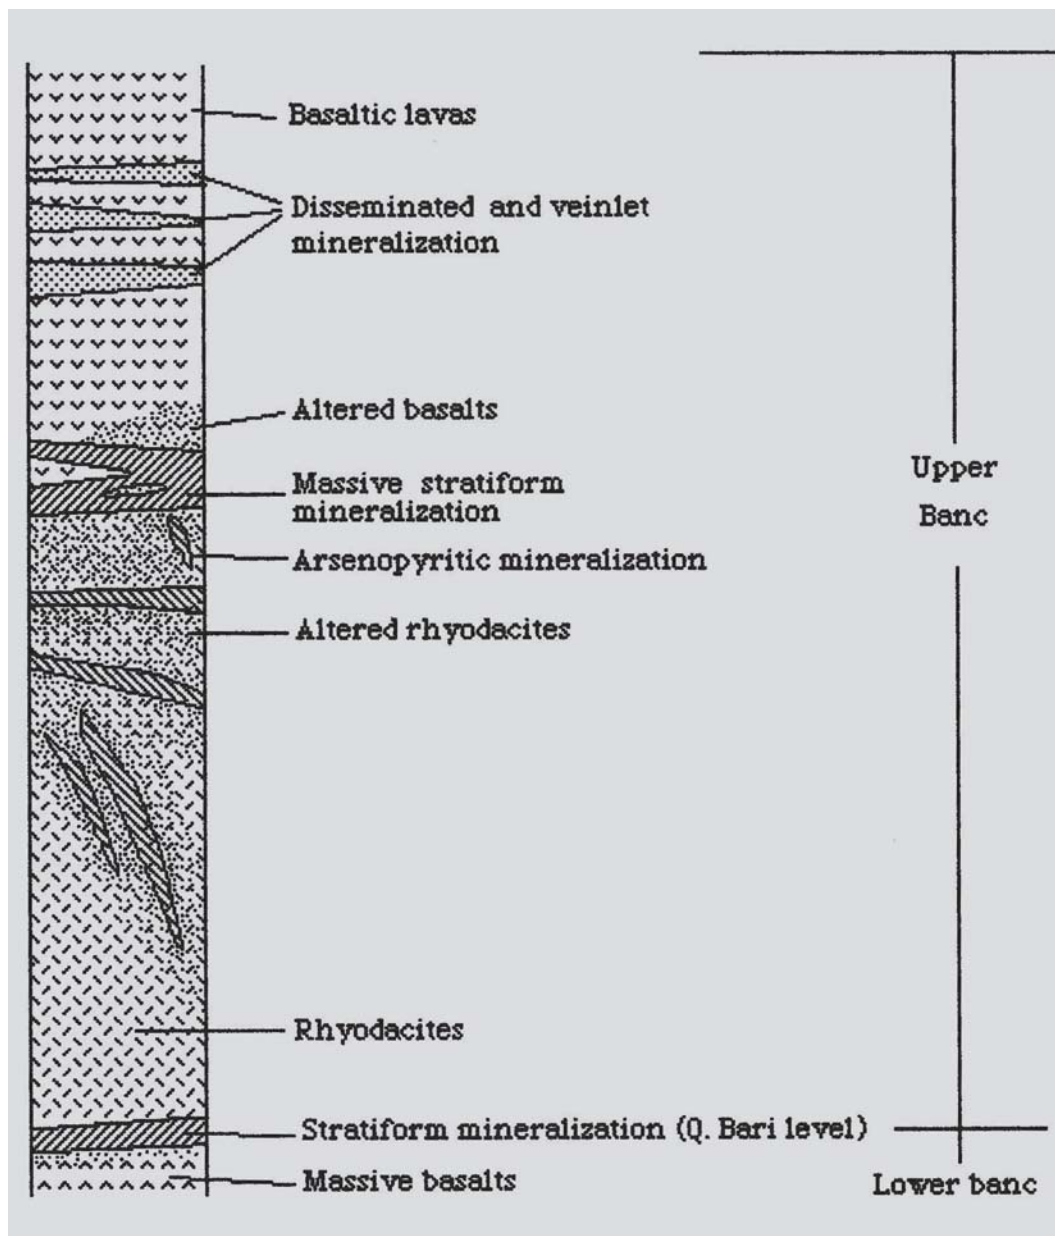 Basaltic lavas
Disseminated and veinlet
mineralization
Altered basalts
Massive stratiform
mineralization
Arsenopyritic mineralization
Altered rhyodacites
Rhyodacites
Stratiform mineralization (Q. Bari level)
Massive basalts
Upper
Banc
Lower banc